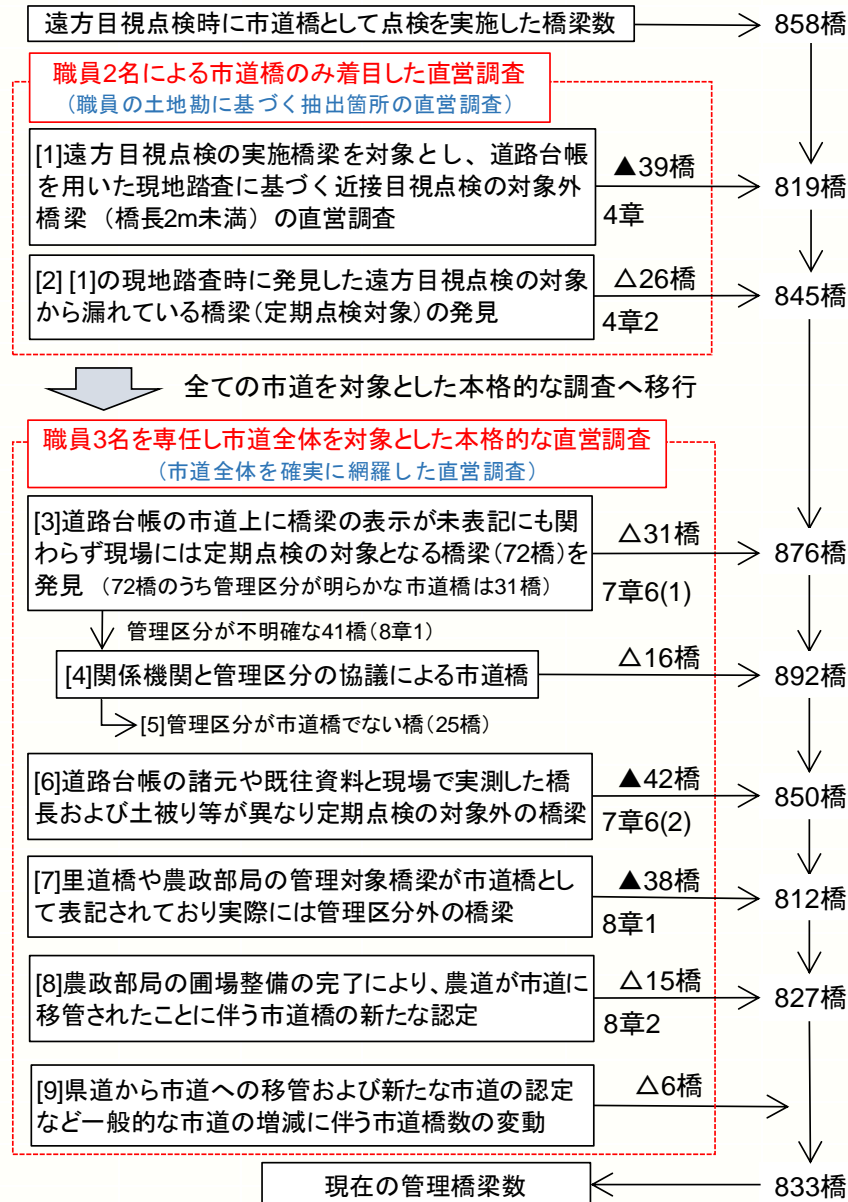 遠方目視点検時に市道橋として点検を実施した橋梁数
858橋
職員2名による市道橋のみ着目した直営調査
（職員の土地勘に基づく抽出箇所の直営調査）
[1]遠方目視点検の実施橋梁を対象とし、道路台帳
を用いた現地踏査に基づく近接目視点検の対象外
橋梁（橋長2m未満）の直営調査
▲39橋
4章
819橋
[2] [1]の現地踏査時に発見した遠方目視点検の対象
から漏れている橋梁（定期点検対象）の発見
△26橋
4章2
845橋
全ての市道を対象とした本格的な調査へ移行
職員3名を専任し市道全体を対象とした本格的な直営調査
（市道全体を確実に網羅した直営調査）
[3]道路台帳の市道上に橋梁の表示が未表記にも関
わらず現場には定期点検の対象となる橋梁（72橋）を
発見（72橋のうち管理区分が明らかな市道橋は31橋）
△31橋
7章6(1)
876橋
管理区分が不明確な41橋（8章1）
[4]関係機関と管理区分の協議による市道橋
△16橋
892橋
[5]管理区分が市道橋でない橋（25橋）
[6]道路台帳の諸元や既往資料と現場で実測した橋
長および土被り等が異なり定期点検の対象外の橋梁
▲42橋
7章6(2)
850橋
[7]里道橋や農政部局の管理対象橋梁が市道橋とし
て表記されており実際には管理区分外の橋梁
▲38橋
8章1
812橋
[8]農政部局の圃場整備の完了により、農道が市道に
移管されたことに伴う市道橋の新たな認定
△15橋
8章2
827橋
[9]県道から市道への移管および新たな市道の認定
など一般的な市道の増減に伴う市道橋数の変動
△6橋
現在の管理橋梁数
833橋